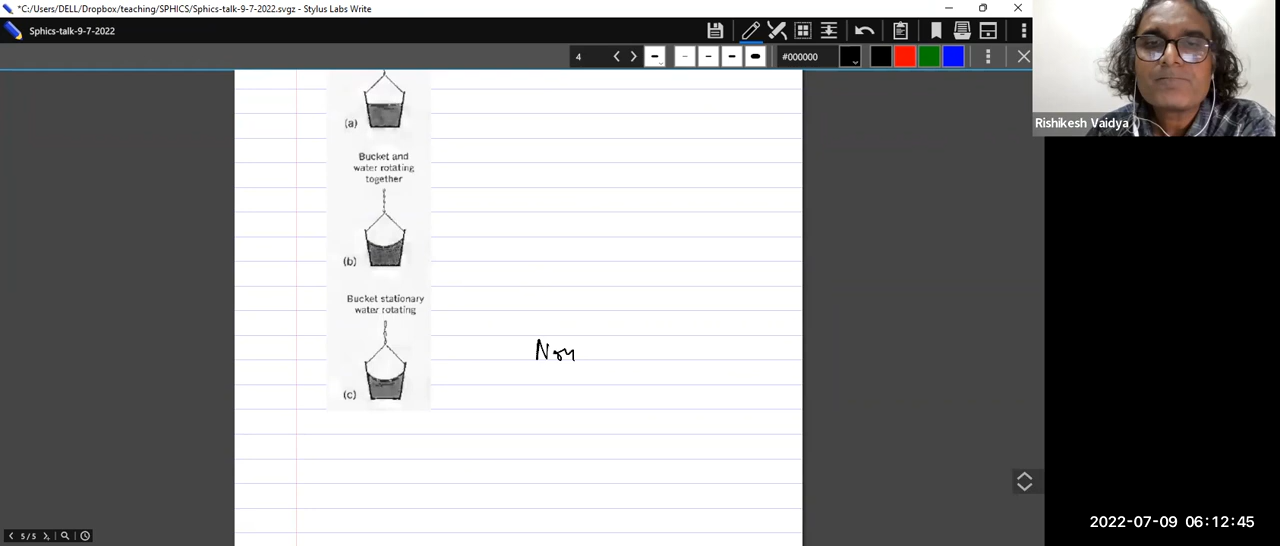 *C:/Users/DELL/Dropbox/teaching/SPHICS/Sphics-talk-9-7-2022.svgz - Stylus Labs Write
Sphics-talk-9-7-2022
4
#000000
Rishikesh Vaidya
(a)
Bucket and
water rotating
together
(b)
Bucket stationary
water rotating
(c)
5/5
2022-07-09 06:12:45